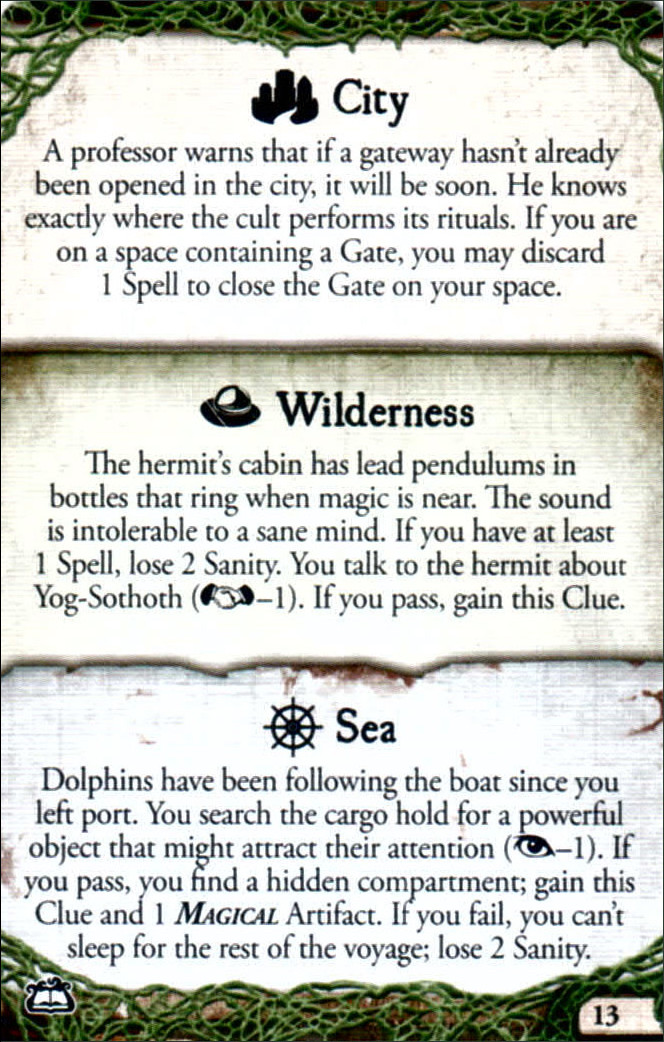 City
A professor warns that if a gateway hasn't already
been opened in the city, it will be soon. He knows
exactly where the cult performs its rituals. If you are
on a space containing a Gate, you may discard
1 Spell to close the Gate on your space.
Wilderness
The hermit's cabin has lead pendulums in
bottles that ring when magic is near. The sound
is intolerable to a sane mind. If you have at least
1 Spell, lose 2 Sanity. You talk to the hermit about
Yog-Sothoth (–1). If you pass, gain this Clue.
Sea
Dolphins have been following the boat since you
left port. You search the cargo hold for a powerful
object that might attract their attention (–1). If
you pass, you find a hidden compartment; gain this
Clue and 1 MAGICAL Artifact. If you fail, you can't
sleep for the rest of the voyage; lose 2 Sanity.
13